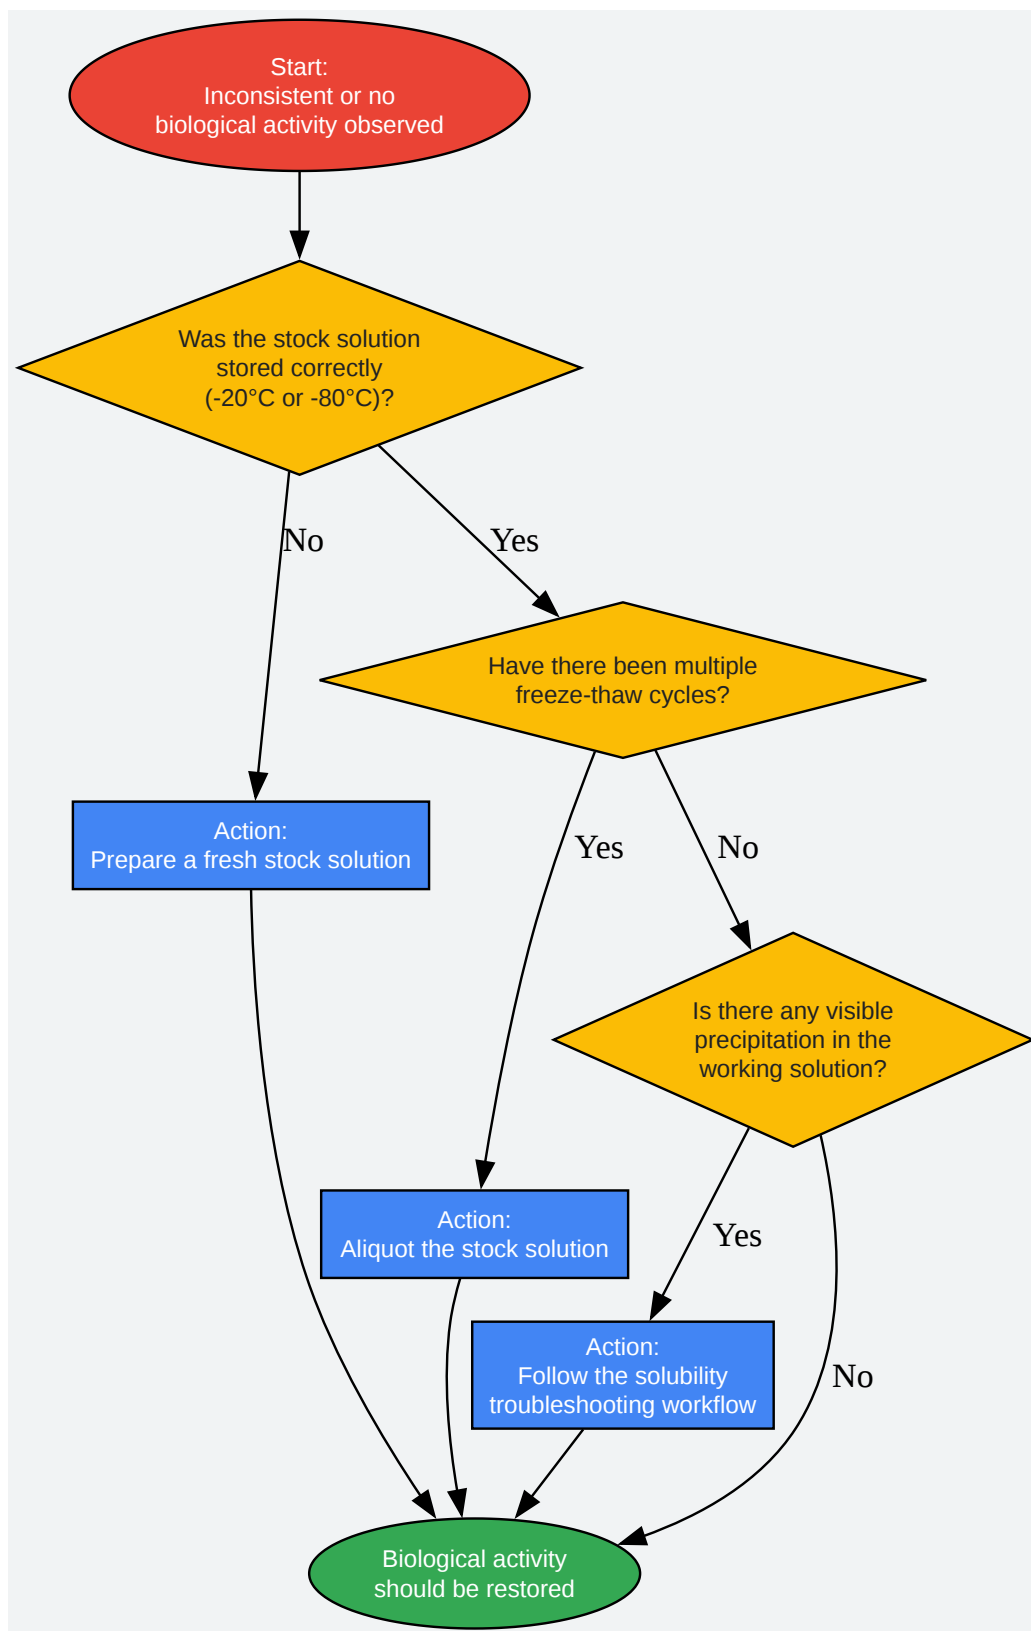 Start:
Inconsistent or no
biological activity observed
Was the stock solution
stored correctly
(-20°C or -80°C)?
No
Yes
Have there been multiple
freeze-thaw cycles?
Action:
Prepare a fresh stock solution
Yes
No
Is there any visible
precipitation in the
working solution?
Action:
Aliquot the stock solution
Yes
Action:
Follow the solubility
troubleshooting workflow
No
Biological activity
should be restored